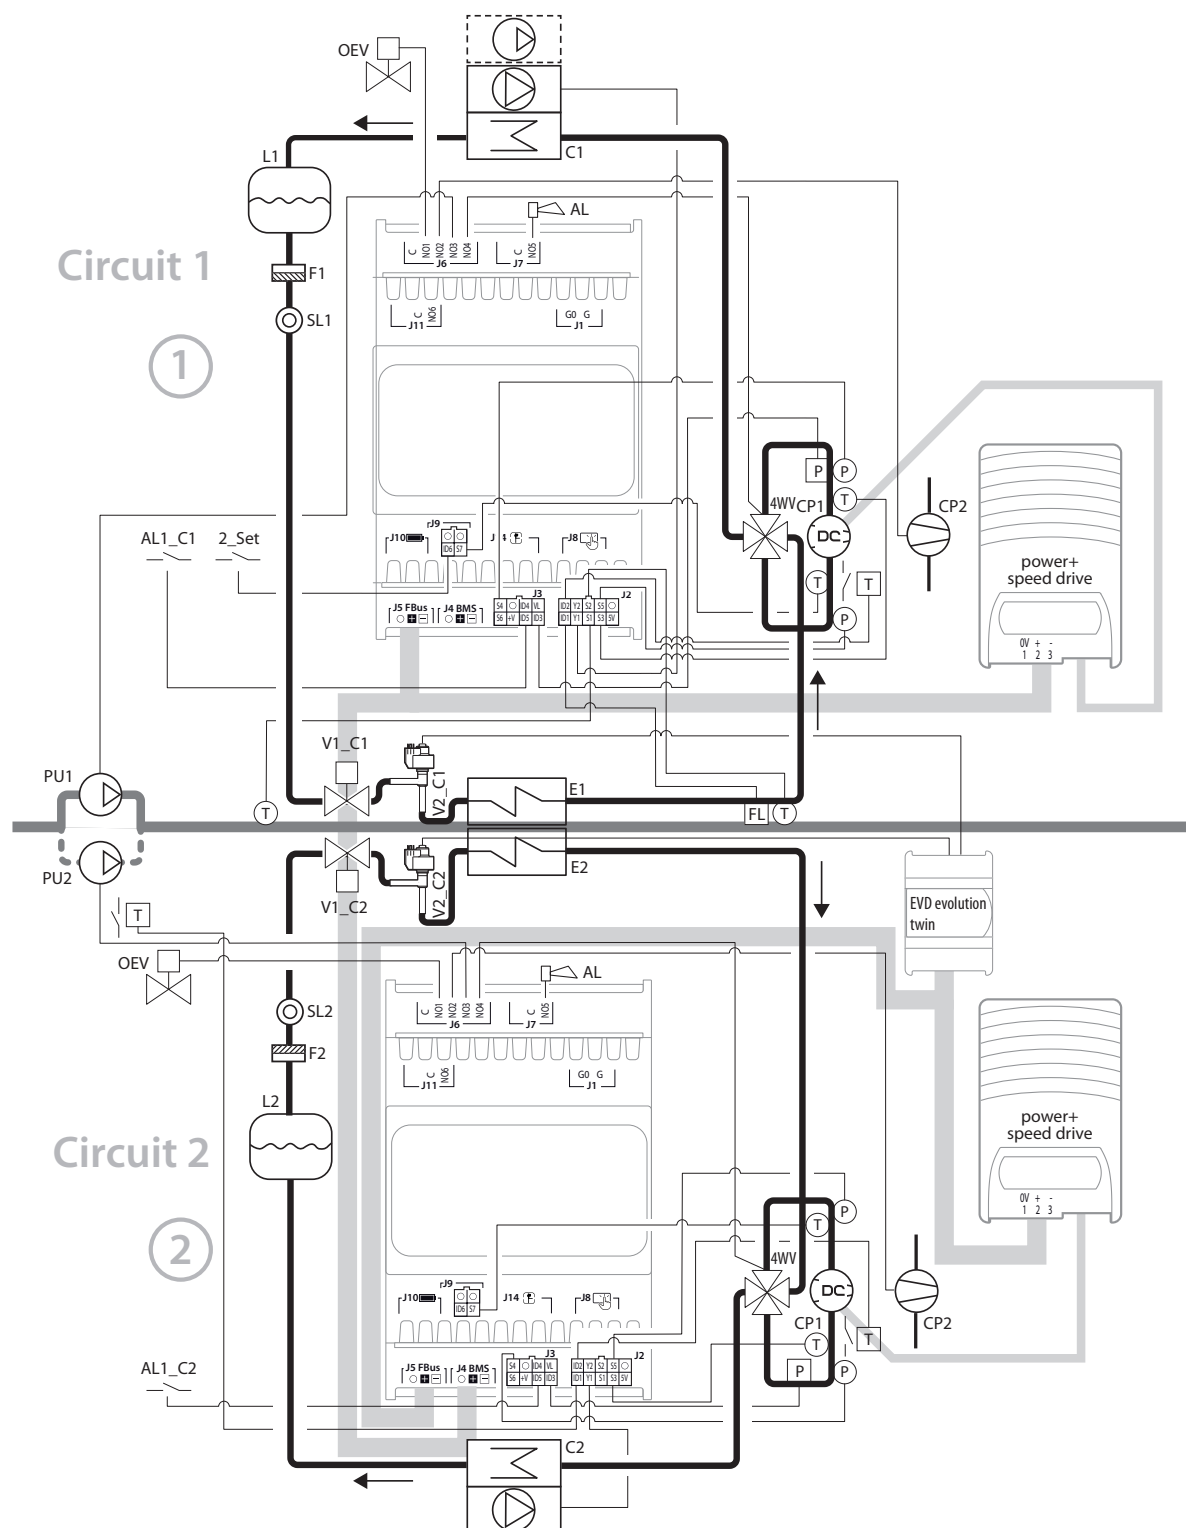 OEV
C1
L1
AL
C NO1 NO2 NO3 NO4
J6
C NO5
J7
Circuit 1
F1
SL1
C NO6
J11
G0 G
J1
1
P P
T
4WV CP1
DC
CP2
AL1_C1 2_Set
J9
J10 J14 J8
ID6 S7
T T
power+
speed drive
J5 FBus J4 BMS
J3
S4 ID4 VL
S6 +V ID5 ID3
J2
ID2 Y2 S2 S5
ID1 Y1 S1 S3 5V
P
0V + -
1 2 3
V1_C1
PU1
V2_C1
E1
T
FL T
PU2
V1_C2
V2_C2
E2
EVD evolution
twin
T
OEV
AL
C NO1 NO2 NO3 NO4
J6
C NO5
J7
SL2
F2
C NO6
J11
G0 G
J1
L2
Circuit 2
power+
speed drive
0V + -
1 2 3
2
P
T
4WV
DC
CP1
CP2
J9
J10 J14 J8
ID6 S7
T T
AL1_C2
J5 FBus J4 BMS
J3
S4 ID4 VL
S6 +V ID5 ID3
J2
ID2 Y2 S2 S5
ID1 Y1 S1 S3 5V
P P
C2